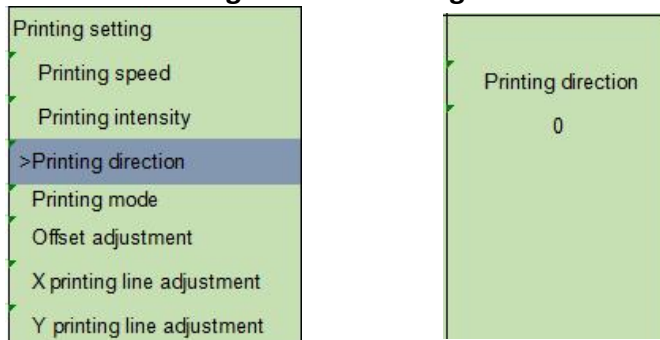 Printing setting
Printing speed
Printing intensity
>Printing direction
Printing mode
Offset adjustment
X printing line adjustment
Y printing line adjustment
Printing direction
0